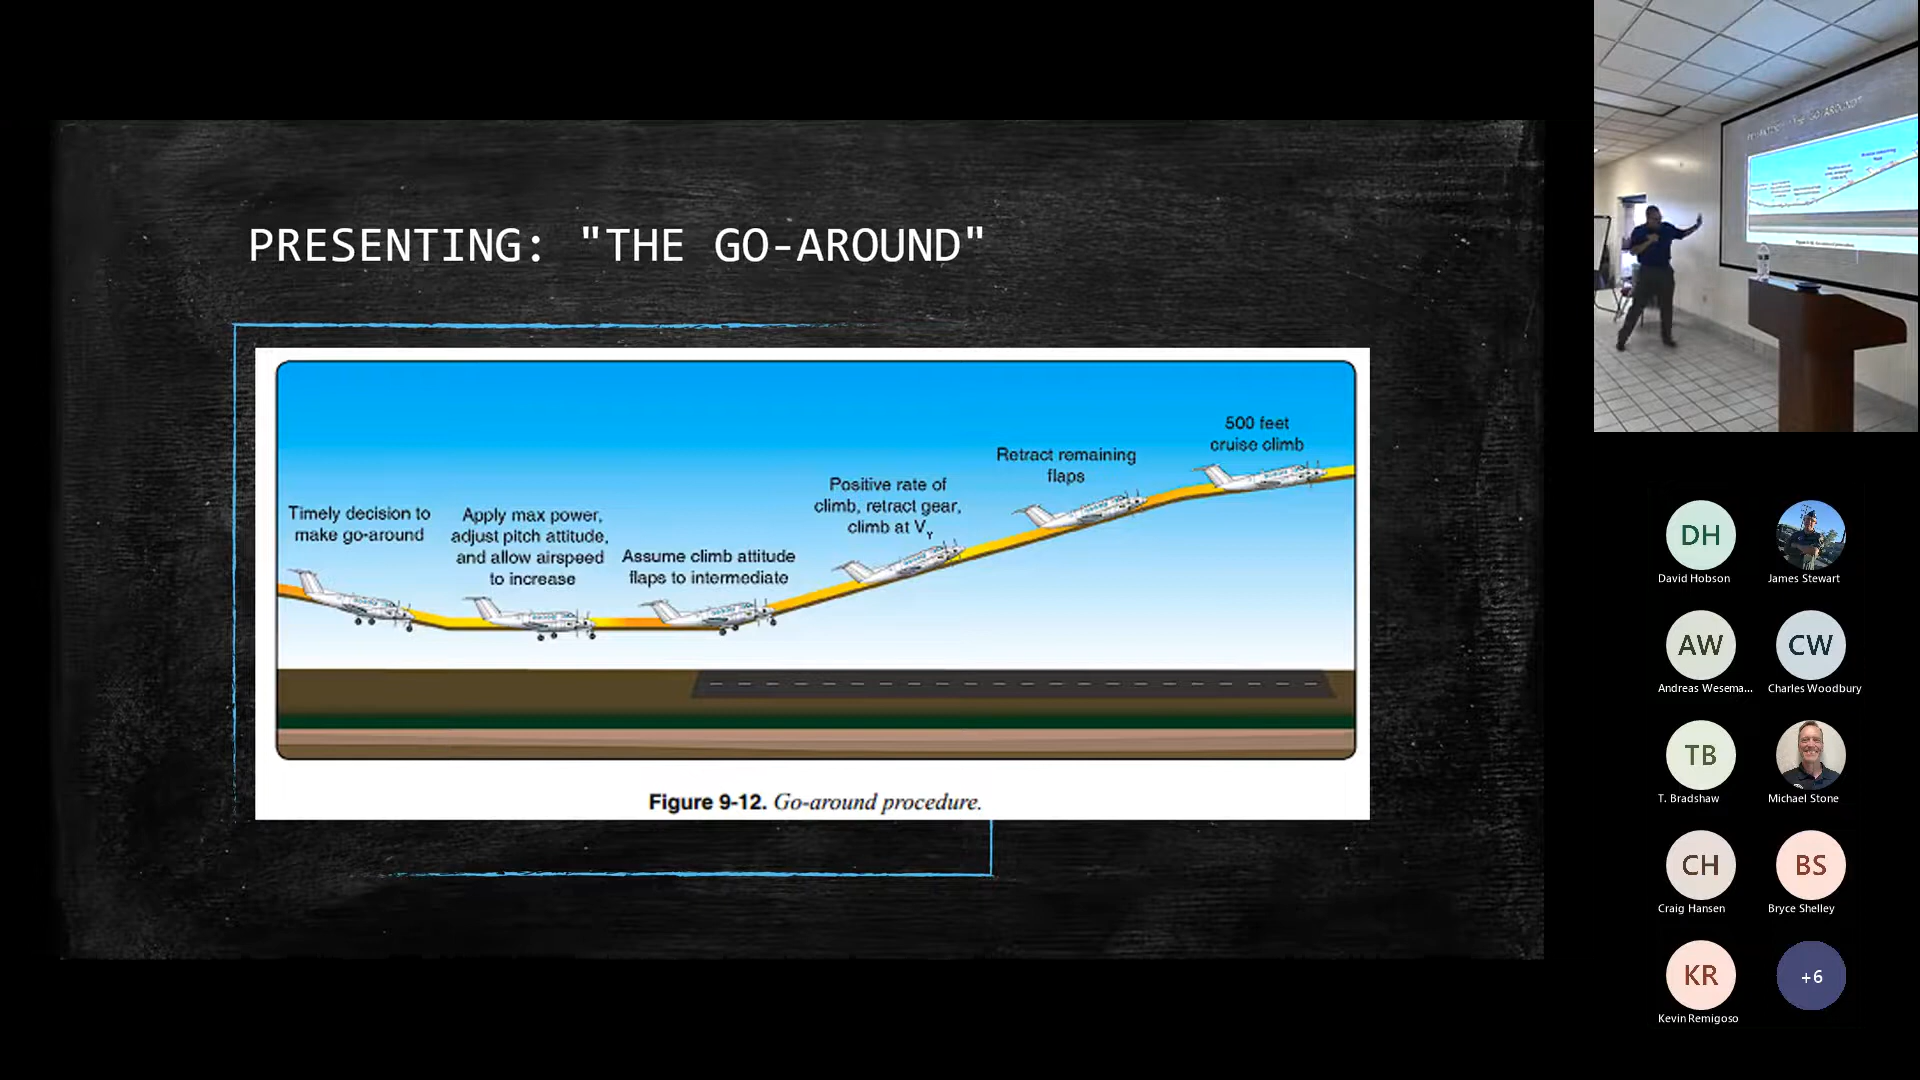 PRESENTING: "THE GO-AROUND"
Timely decision to
make go-around
Apply max power,
adjust pitch attitude,
and allow airspeed
to increase
Assume climb attitude
flaps to intermediate
Positive rate of
climb, retract gear,
climb at VY
Retract remaining
flaps
500 feet
cruise climb
Figure 9-12. Go-around procedure.
DH
David Hobson
James Stewart
AW
Andreas Wesema...
CW
Charles Woodbury
TB
T. Bradshaw
Michael Stone
CH
Craig Hansen
BS
Bryce Shelley
KR
Kevin Remigoso
+6